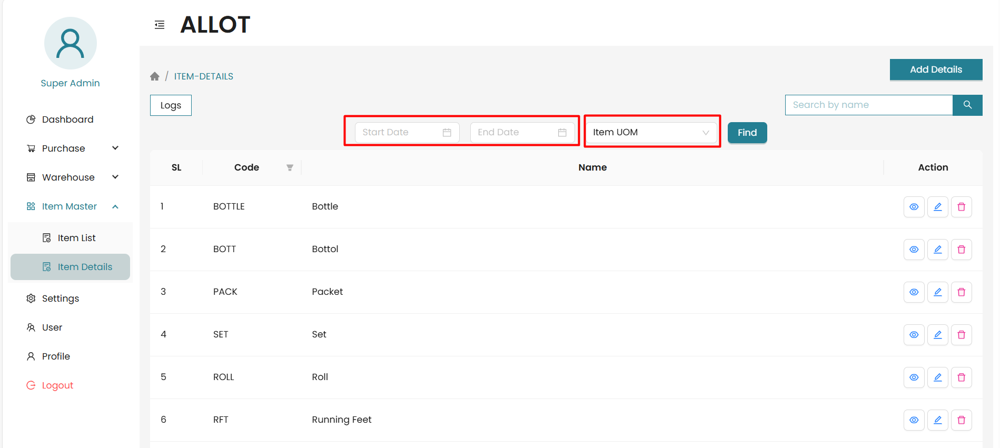 ALLOT
Super Admin
Dashboard
Purchase
Warehouse
Item Master
Item List
Item Details
Settings
User
Profile
Logout
/ ITEM-DETAILS
Add Details
Logs
Search by name
Start Date End Date Item UOM Find
SL Code Name Action
1 BOTTLE Bottle
2 BOTT Bottol
3 PACK Packet
4 SET Set
5 ROLL Roll
6 RFT Running Feet